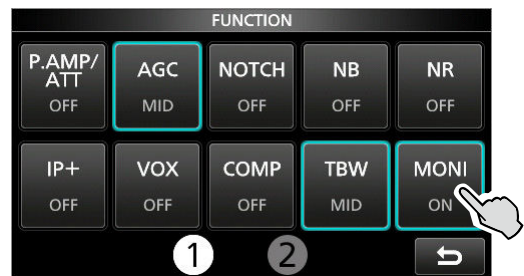 FUNCTION
P.AMP/
ATT
OFF
AGC
MID
NOTCH
OFF
NB
OFF
NR
OFF
IP+
OFF
VOX
OFF
COMP
OFF
TBW
MID
MONI
ON
1
2